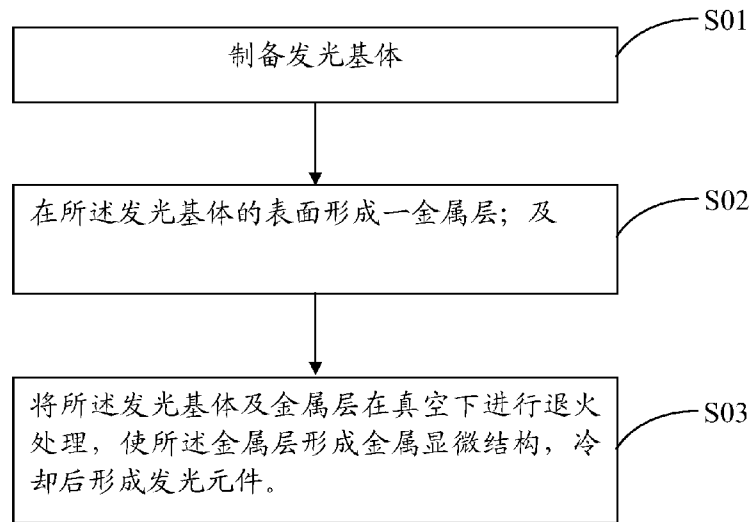 S01
制备发光基体
S02
在所述发光基体的表面形成一金属层；及
S03
将所述发光基体及金属层在真空下进行退火
处理，使所述金属层形成金属显微结构，冷
却后形成发光元件。